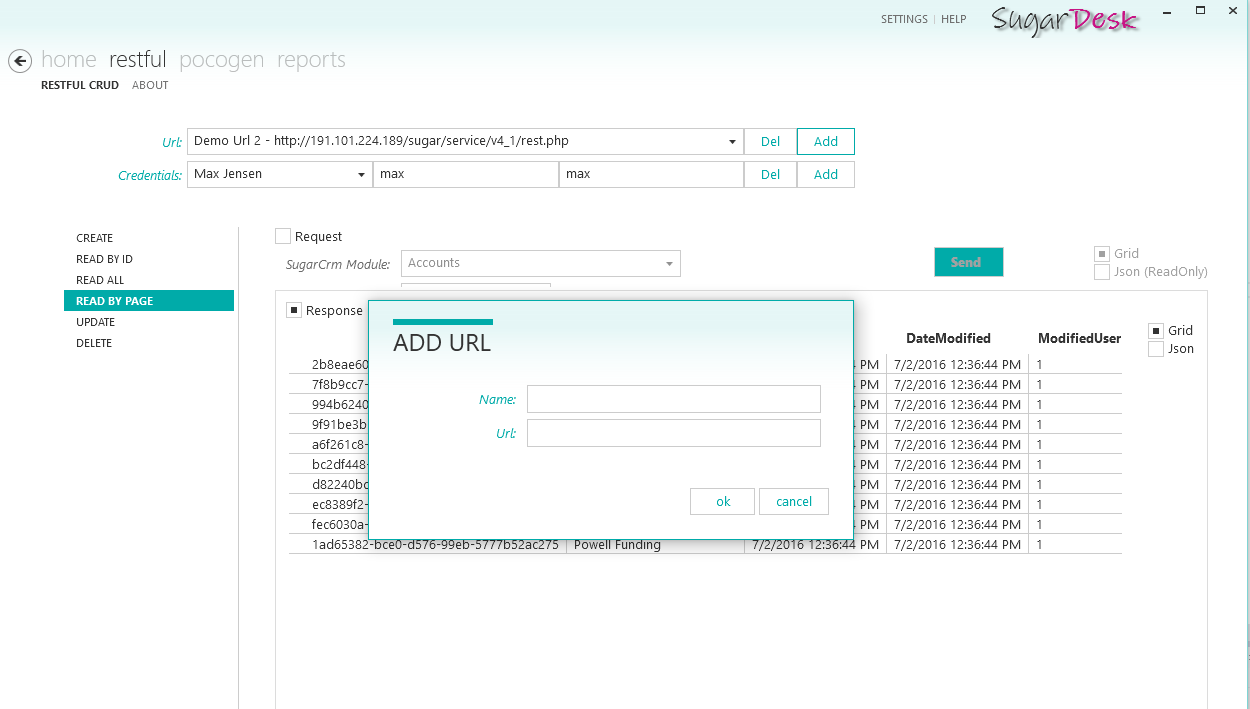 SETTINGS | HELP SugarDesk
home restful pocogen reports
RESTFUL CRUD ABOUT
Url: Demo Url 2 - http://191.101.224.189/sugar/service/v4_1/rest.php Del Add
Credentials: Max Jensen max max Del Add
CREATE
READ BY ID
READ ALL
READ BY PAGE
UPDATE
DELETE
Request
SugarCrm Module: Accounts
Send
Grid
Json (ReadOnly)
Response
DateModified ModifiedUser
Grid
Json
ADD URL
Name:
Url:
ok cancel
2b8eae60 PM 7/2/2016 12:36:44 PM 1
7f8b9cc7- PM 7/2/2016 12:36:44 PM 1
994b6240 PM 7/2/2016 12:36:44 PM 1
9f91be3b PM 7/2/2016 12:36:44 PM 1
a6f261c8- PM 7/2/2016 12:36:44 PM 1
bc2df448- PM 7/2/2016 12:36:44 PM 1
d82240bc PM 7/2/2016 12:36:44 PM 1
ec8389f2- PM 7/2/2016 12:36:44 PM 1
fec6030a- PM 7/2/2016 12:36:44 PM 1
1ad65382-bce0-d576-99eb-5777b52ac275 Powell Funding 7/2/2016 12:36:44 PM 7/2/2016 12:36:44 PM 1